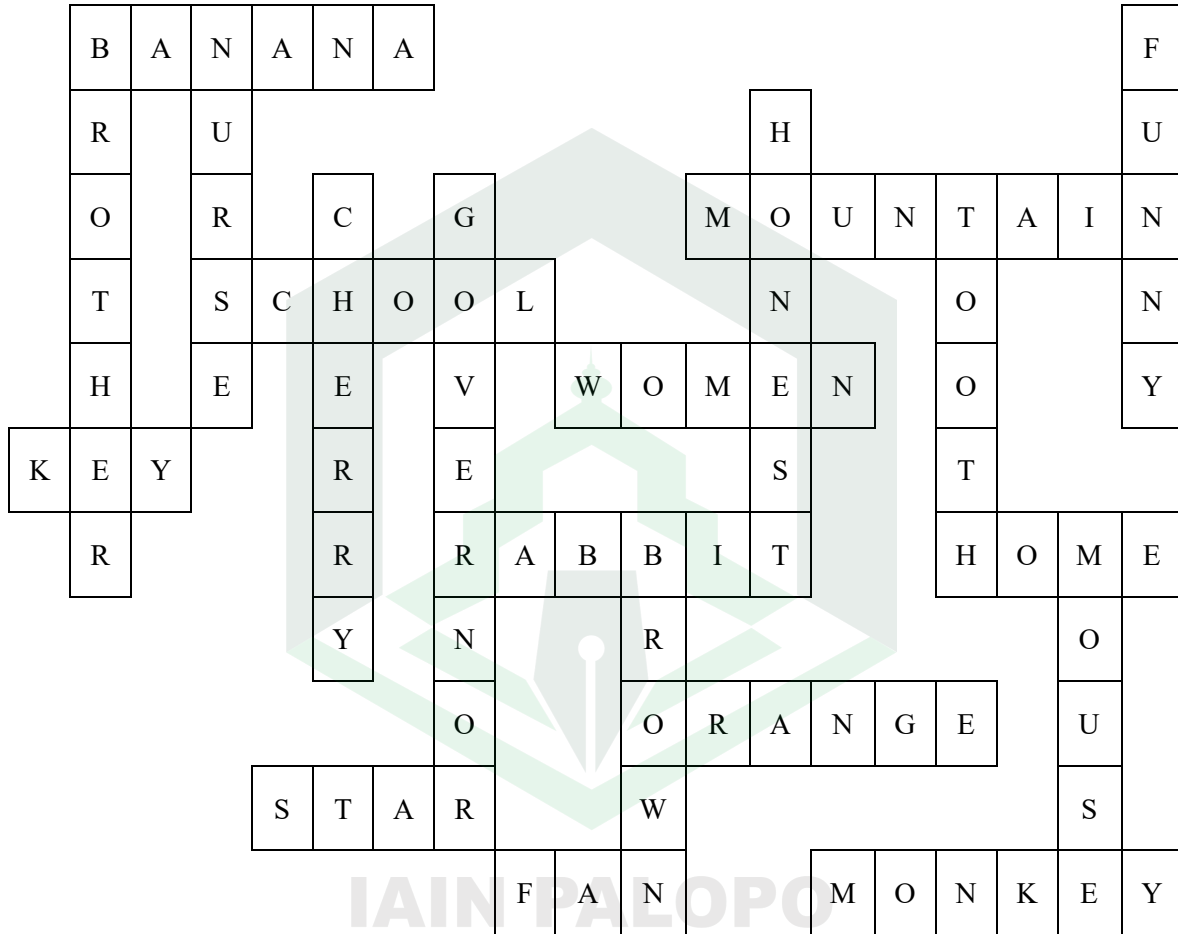 B A N A N A F
R U H U
O R C G M O U N T A I N
T S C H O O L N O N
H E E V W O M E N O Y
K E Y R E S T
R R R A B B I T H O M E
Y N R O
O O R A N G E U
S T A R W S
F A N M O N K E Y
IAIN PALOPO